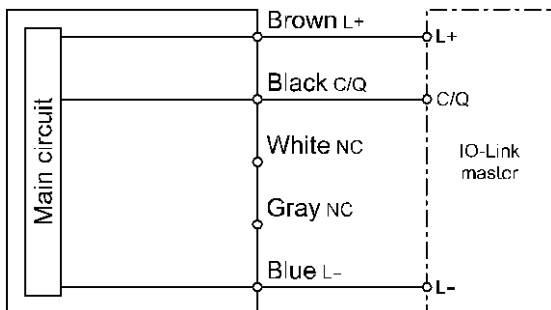 Brown L+
L+
Black C/Q
C/Q
White NC
Main circuit
IO-Link
master
Gray NC
Blue L−
L−